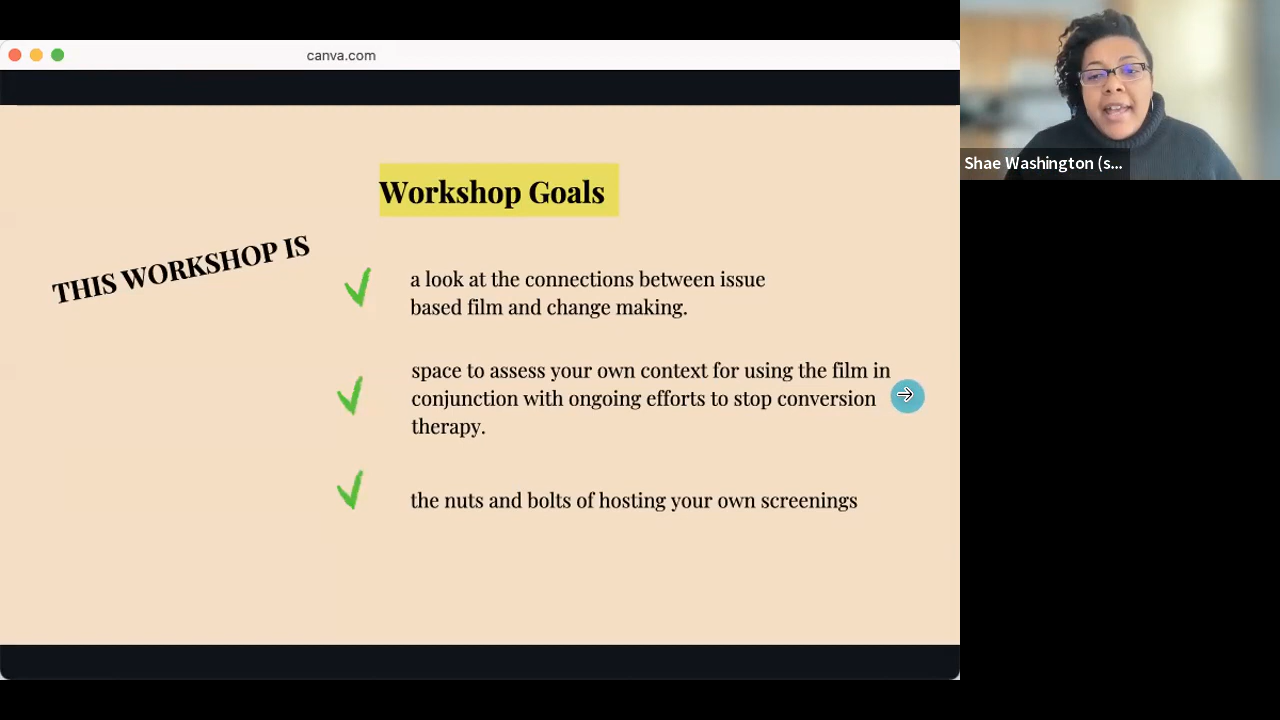 canva.com
Workshop Goals
THIS WORKSHOP IS
a look at the connections between issue
based film and change making.
space to assess your own context for using the film in
conjunction with ongoing efforts to stop conversion
therapy.
the nuts and bolts of hosting your own screenings
Shae Washington (s...